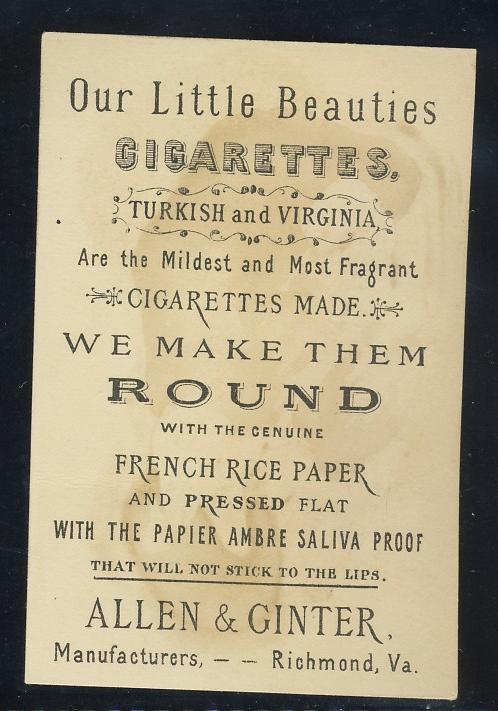 Our Little Beauties
CIGARETTES,
TURKISH and VIRGINIA,
Are the Mildest and Most Fragrant
CIGARETTES MADE.
WE MAKE THEM
ROUND
WITH THE GENUINE
FRENCH RICE PAPER
AND PRESSED FLAT
WITH THE PAPIER AMBRE SALIVA PROOF
THAT WILL NOT STICK TO THE LIPS.
ALLEN & GINTER,
Manufacturers, — — Richmond, Va.